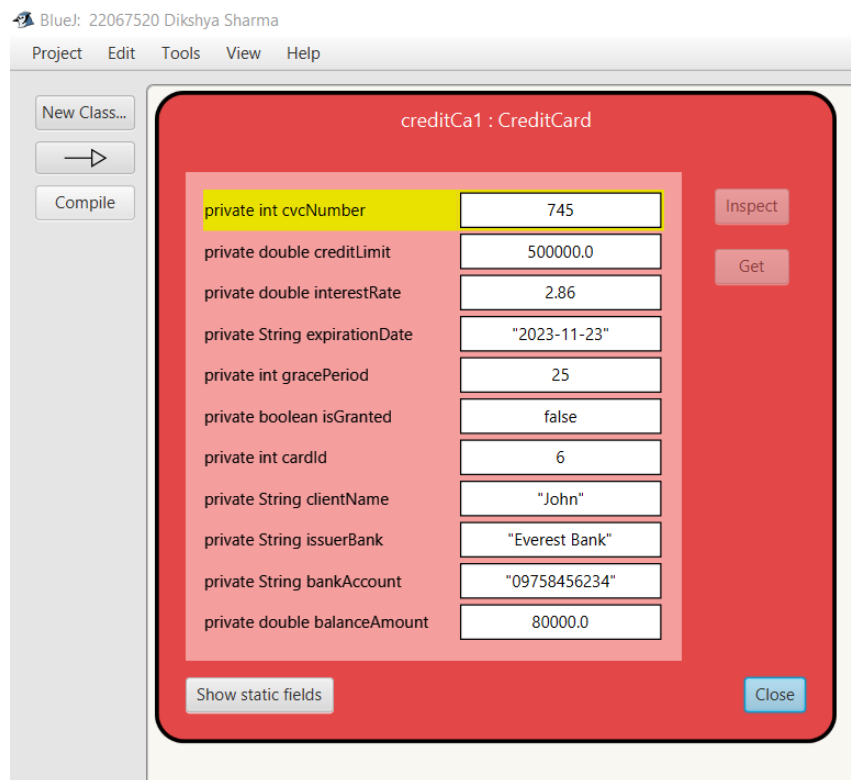 BlueJ: 22067520 Dikshya Sharma
Project Edit Tools View Help
New Class...
Compile
creditCa1 : CreditCard
private int cvcNumber 745
private double creditLimit 500000.0
private double interestRate 2.86
private String expirationDate "2023-11-23"
private int gracePeriod 25
private boolean isGranted false
private int cardId 6
private String clientName "John"
private String issuerBank "Everest Bank"
private String bankAccount "09758456234"
private double balanceAmount 80000.0
Inspect
Get
Show static fields
Close